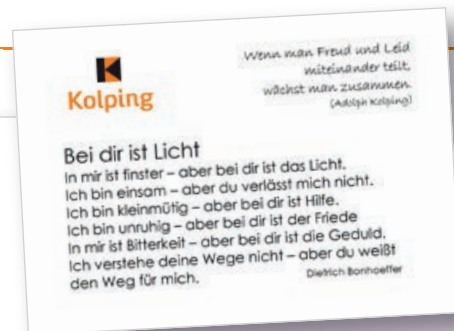 Kolping
Wenn man Freud und Leid
miteinander teilt,
wächst man zusammen.
(Adolph Kolping)
Bei dir ist Licht
In mir ist finster – aber bei dir ist das Licht.
Ich bin einsam – aber du verlässt mich nicht.
Ich bin kleinmütig – aber bei dir ist Hilfe.
Ich bin unruhig – aber bei dir ist der Friede
In mir ist Bitterkeit – aber bei dir ist die Geduld.
Ich verstehe deine Wege nicht – aber du weißt
den Weg für mich.
Dietrich Bonhoeffer